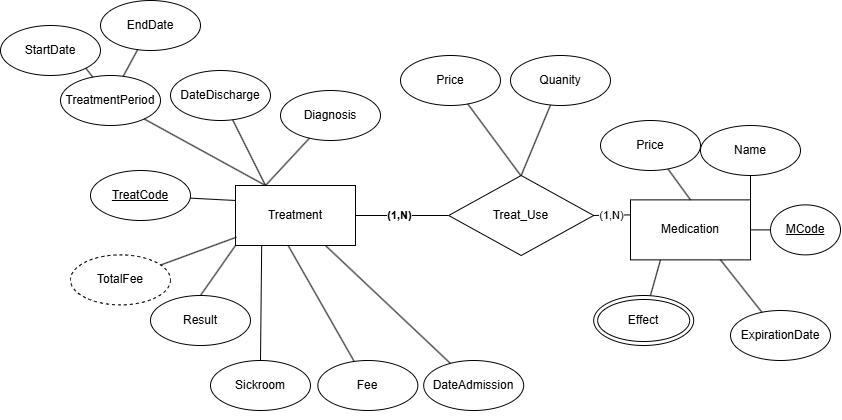 EndDate
StartDate
TreatmentPeriod
DateDischarge
Diagnosis
Price
Quanity
Price
Name
TreatCode
Treatment
(1,N)
Treat_Use
(1,N)
Medication
MCode
TotalFee
Result
Effect
ExpirationDate
Sickroom
Fee
DateAdmission